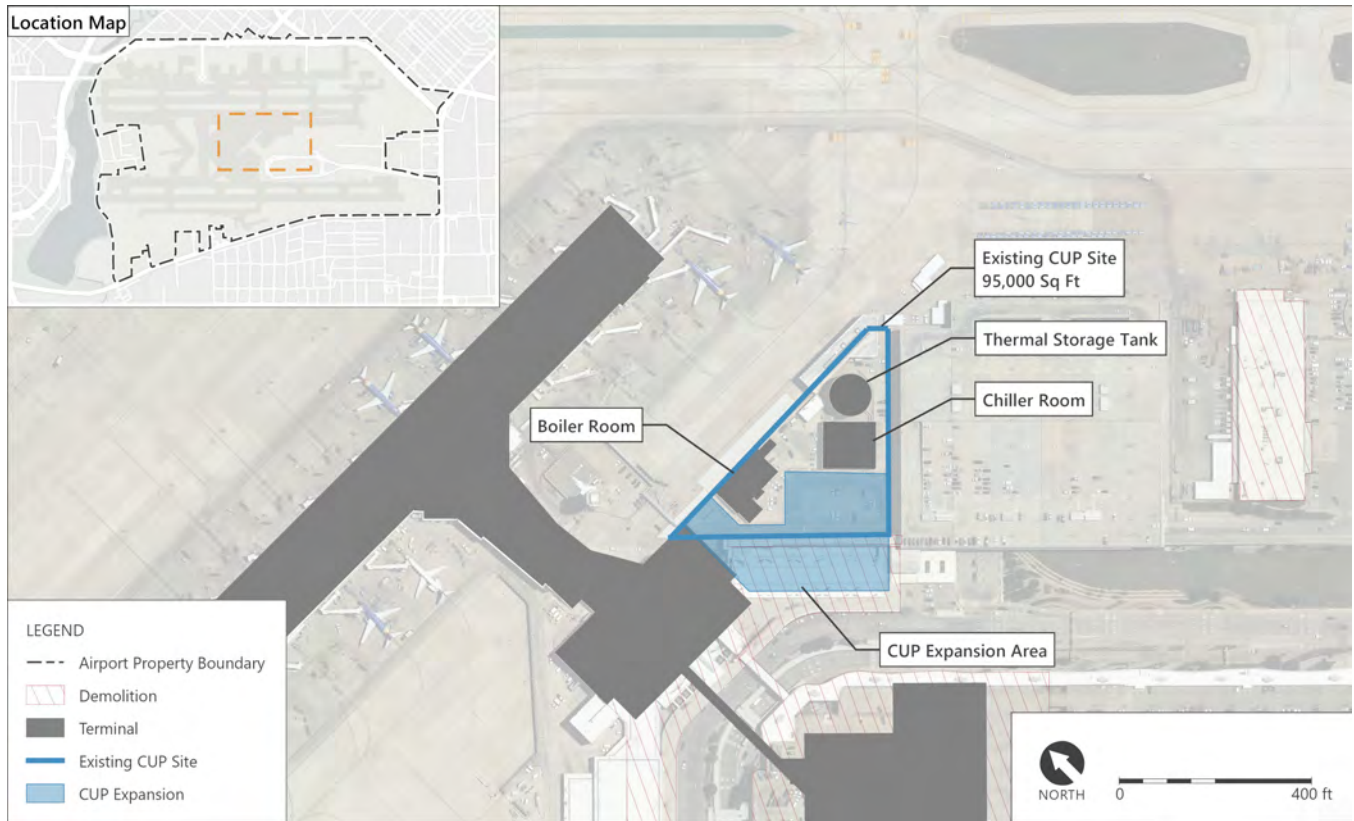 Location Map
Existing CUP Site
95,000 Sq Ft
Thermal Storage Tank
Chiller Room
Boiler Room
CUP Expansion Area
LEGEND
Airport Property Boundary
Demolition
Terminal
Existing CUP Site
CUP Expansion
NORTH
0
400 ft